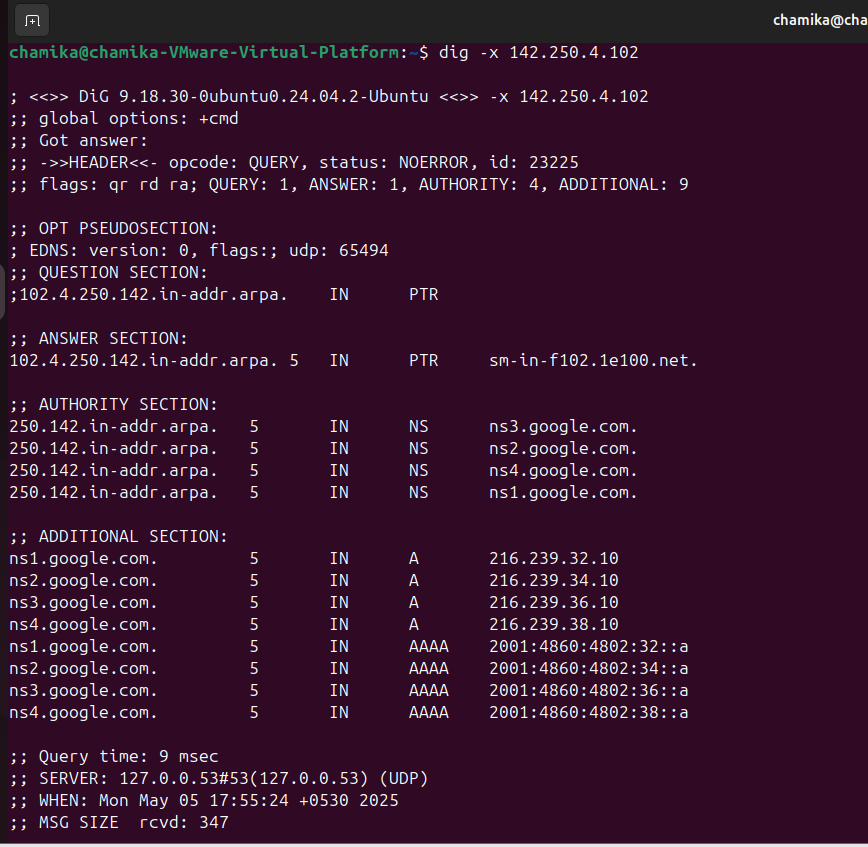 chamika@cha
chamika@chamika-VMware-Virtual-Platform:~$ dig -x 142.250.4.102

; <<>> DiG 9.18.30-0ubuntu0.24.04.2-Ubuntu <<>> -x 142.250.4.102
;; global options: +cmd
;; Got answer:
;; ->>HEADER<<- opcode: QUERY, status: NOERROR, id: 23225
;; flags: qr rd ra; QUERY: 1, ANSWER: 1, AUTHORITY: 4, ADDITIONAL: 9

;; OPT PSEUDOSECTION:
; EDNS: version: 0, flags:; udp: 65494
;; QUESTION SECTION:
;102.4.250.142.in-addr.arpa.	IN	PTR

;; ANSWER SECTION:
102.4.250.142.in-addr.arpa. 5	IN	PTR	sm-in-f102.1e100.net.

;; AUTHORITY SECTION:
250.142.in-addr.arpa.	5	IN	NS	ns3.google.com.
250.142.in-addr.arpa.	5	IN	NS	ns2.google.com.
250.142.in-addr.arpa.	5	IN	NS	ns4.google.com.
250.142.in-addr.arpa.	5	IN	NS	ns1.google.com.

;; ADDITIONAL SECTION:
ns1.google.com.		5	IN	A	216.239.32.10
ns2.google.com.		5	IN	A	216.239.34.10
ns3.google.com.		5	IN	A	216.239.36.10
ns4.google.com.		5	IN	A	216.239.38.10
ns1.google.com.		5	IN	AAAA	2001:4860:4802:32::a
ns2.google.com.		5	IN	AAAA	2001:4860:4802:34::a
ns3.google.com.		5	IN	AAAA	2001:4860:4802:36::a
ns4.google.com.		5	IN	AAAA	2001:4860:4802:38::a

;; Query time: 9 msec
;; SERVER: 127.0.0.53#53(127.0.0.53) (UDP)
;; WHEN: Mon May 05 17:55:24 +0530 2025
;; MSG SIZE  rcvd: 347